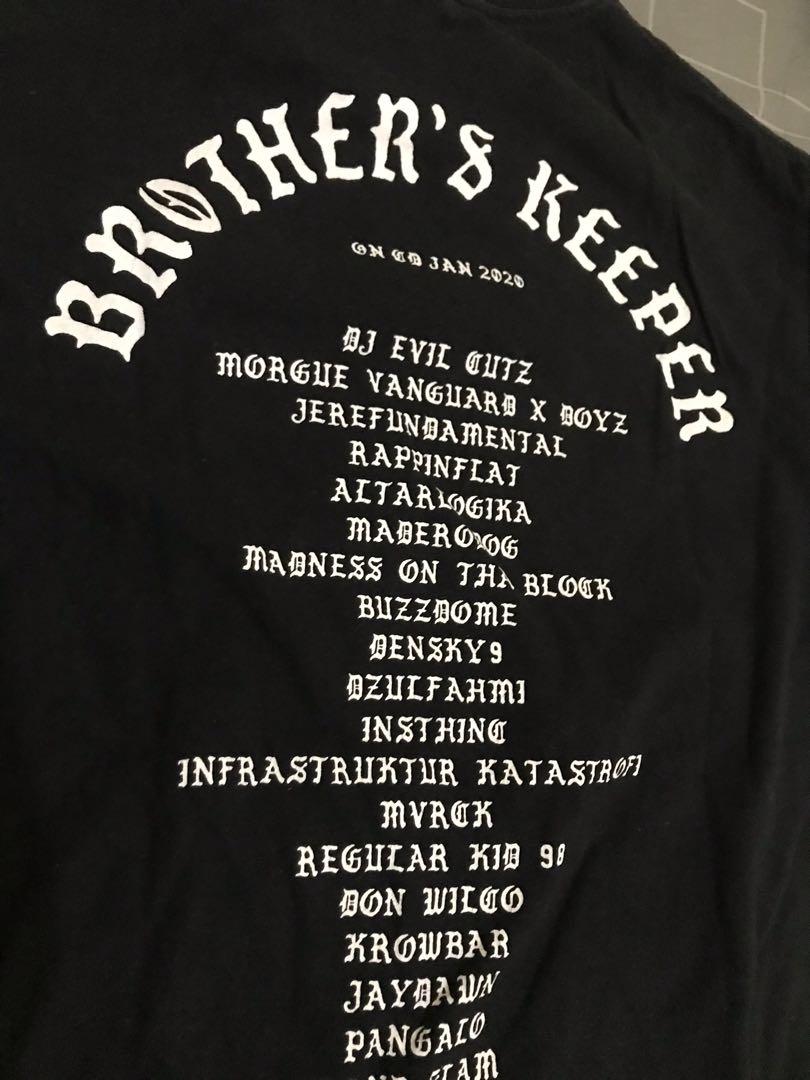 BROTHER'S KEEPER
ON CD JAN 2020
DJ EVIL CUTZ
MORGUE VANGUARD X DOYZ
JEREFUNDAMENTAL
RAPPINFLAT
ALTARLOGIKA
MADERODOG
MADNESS ON THA BLOCK
BUZZDOME
DENSKY9
DZULFAHMI
INSTHINC
INFRASTRUKTUR KATASTROFI
MVRCK
REGULAR KID 98
DON WILCO
KROWBAR
JAYDAWN
PANGALO